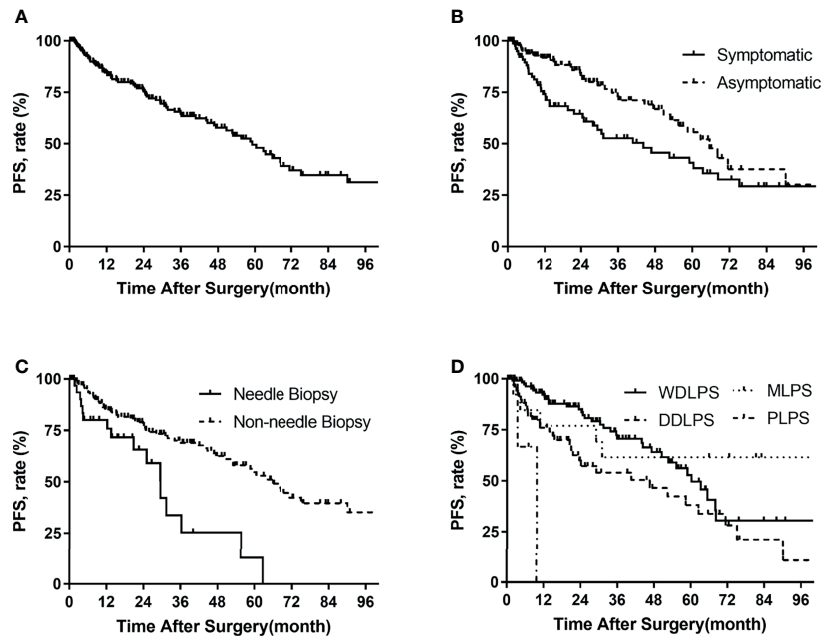 A
100
75
50
25
0
PFS, rate (%)
0 12 24 36 48 60 72 84 96
Time After Surgery(month)
B
100
75
50
25
0
PFS, rate (%)
Symptomatic
Asymptomatic
0 12 24 36 48 60 72 84 96
Time After Surgery(month)
C
100
75
50
25
0
PFS, rate (%)
Needle Biopsy
Non-needle Biopsy
0 12 24 36 48 60 72 84 96
Time After Surgery(month)
D
100
75
50
25
0
PFS, rate (%)
WDLPS MLPS
DDLPS PLPS
0 12 24 36 48 60 72 84 96
Time After Surgery(month)